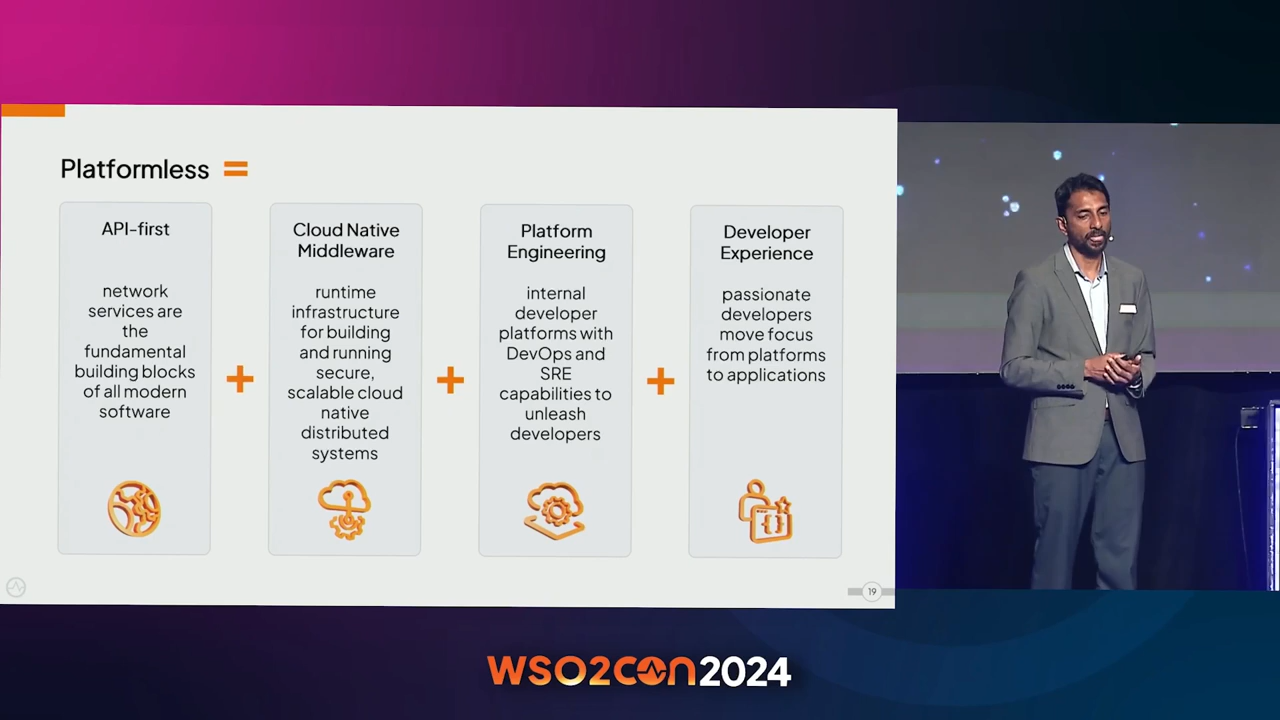 Platformless =
API-first
network
services are
the
fundamental
building blocks
of all modern
software
+
Cloud Native
Middleware
runtime
infrastructure
for building
and running
secure,
scalable cloud
native
distributed
systems
+
Platform
Engineering
internal
developer
platforms with
DevOps and
SRE
capabilities to
unleash
developers
+
Developer
Experience
passionate
developers
move focus
from platforms
to applications
{ }
19
WSO2CON2024